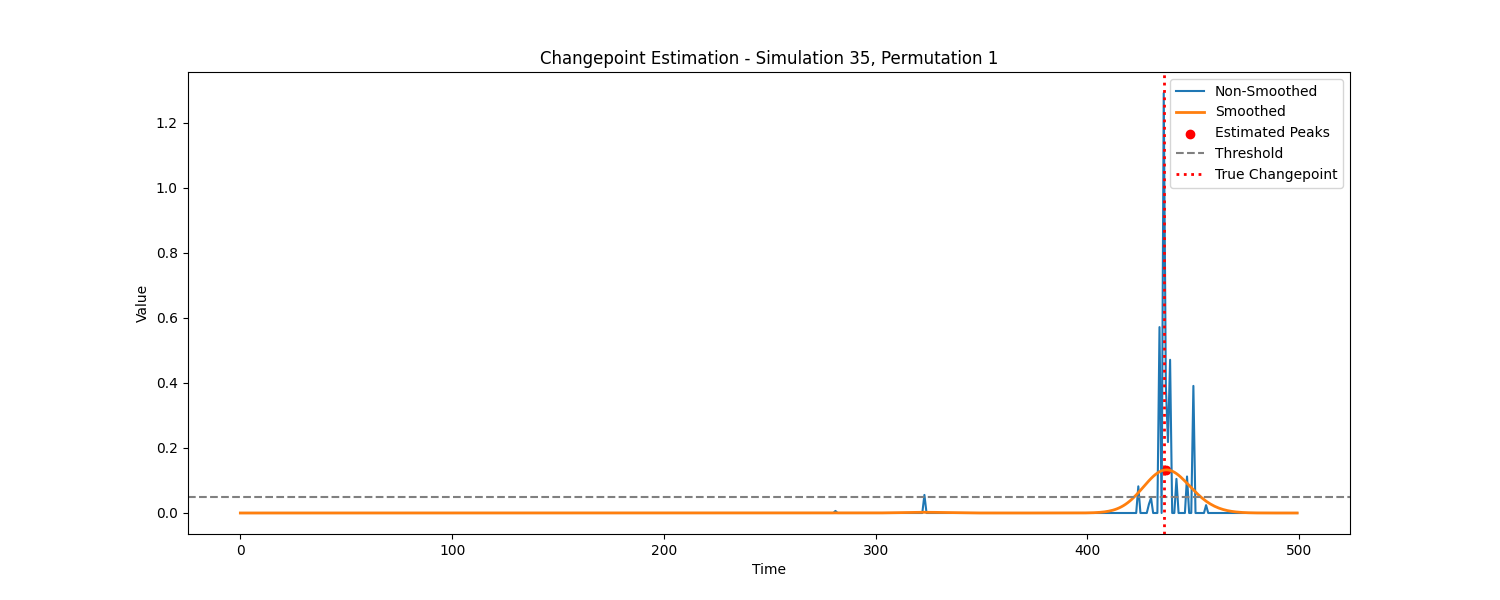 Changepoint Estimation - Simulation 35, Permutation 1
Non-Smoothed
Smoothed
Estimated Peaks
Threshold
True Changepoint
Value
1.2
1.0
0.8
0.6
0.4
0.2
0.0
0
100
200
300
400
500
Time